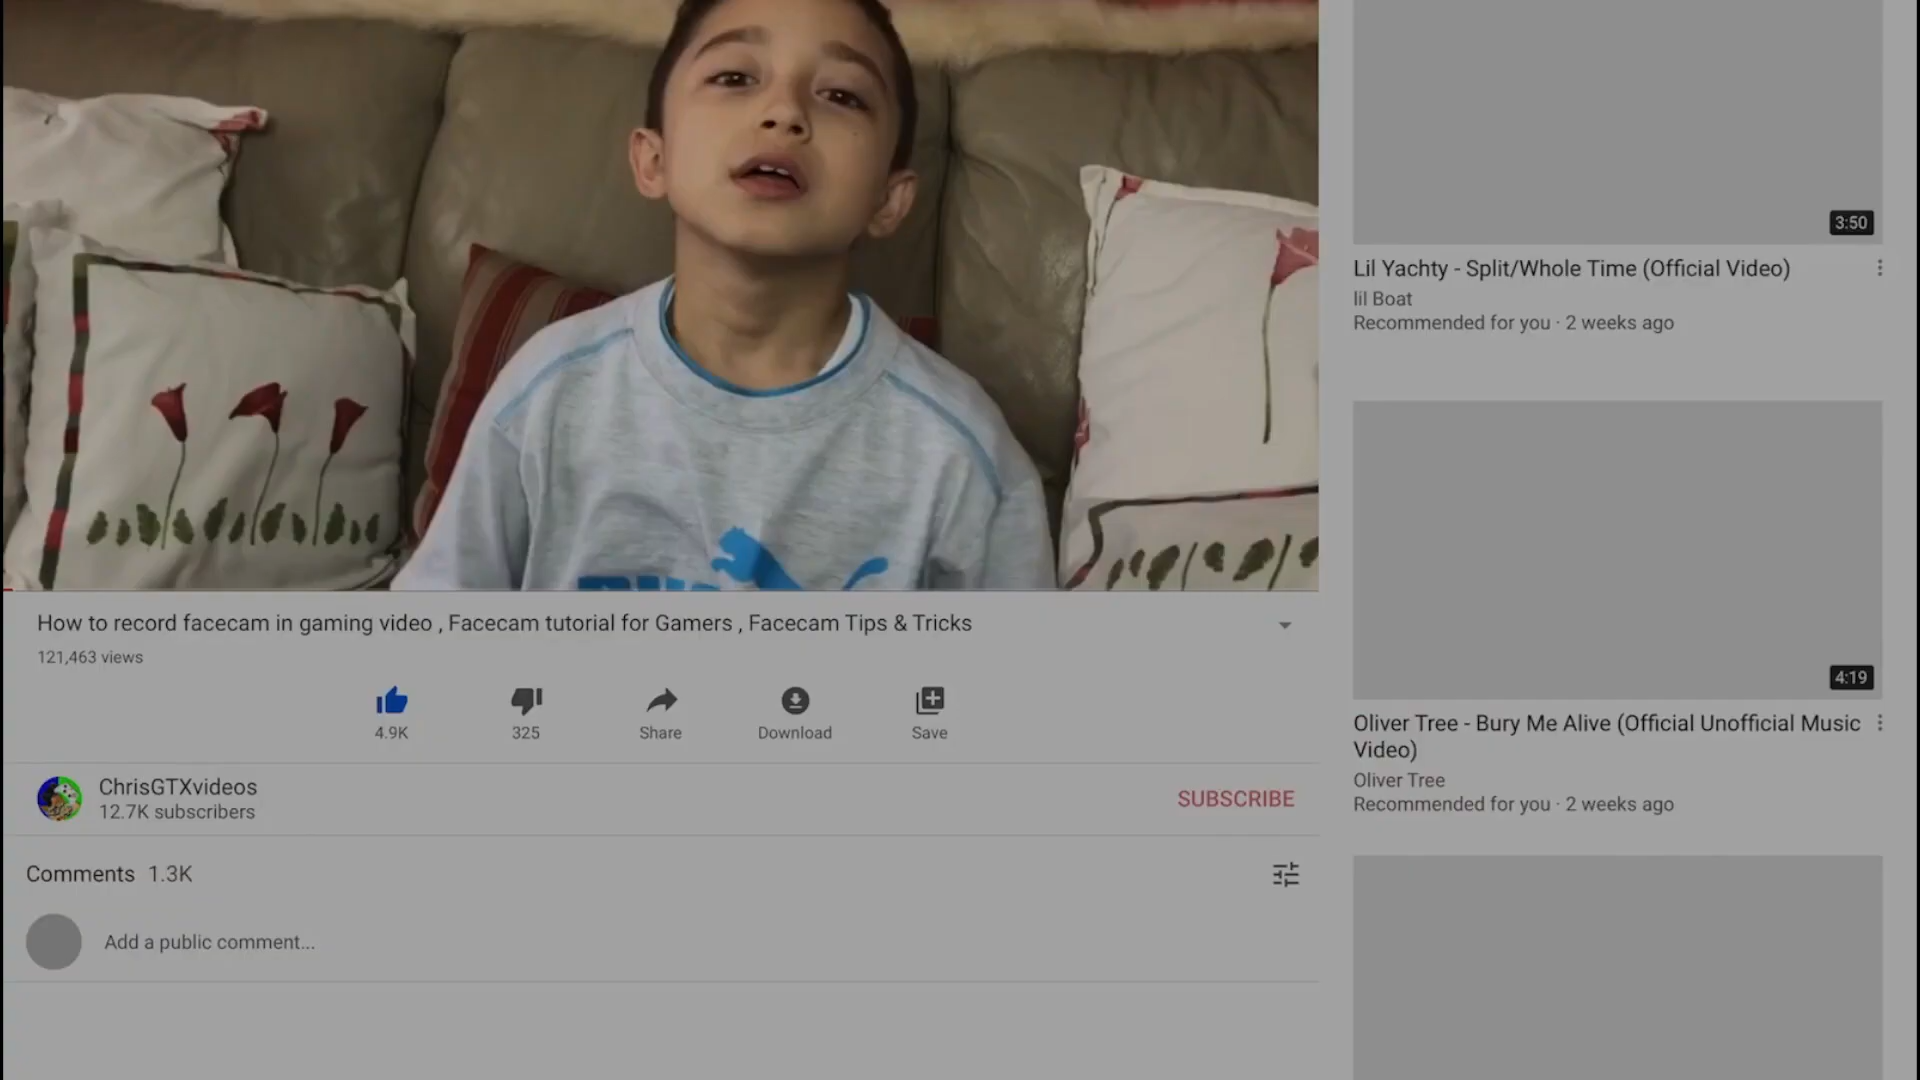 3:50
Lil Yachty - Split/Whole Time (Official Video)
lil Boat
Recommended for you · 2 weeks ago
4:19
Oliver Tree - Bury Me Alive (Official Unofficial Music
Video)
Oliver Tree
Recommended for you · 2 weeks ago
How to record facecam in gaming video , Facecam tutorial for Gamers , Facecam Tips & Tricks
121,463 views
4.9K
325
Share
Download
Save
ChrisGTXvideos
12.7K subscribers
SUBSCRIBE
Comments 1.3K
Add a public comment...